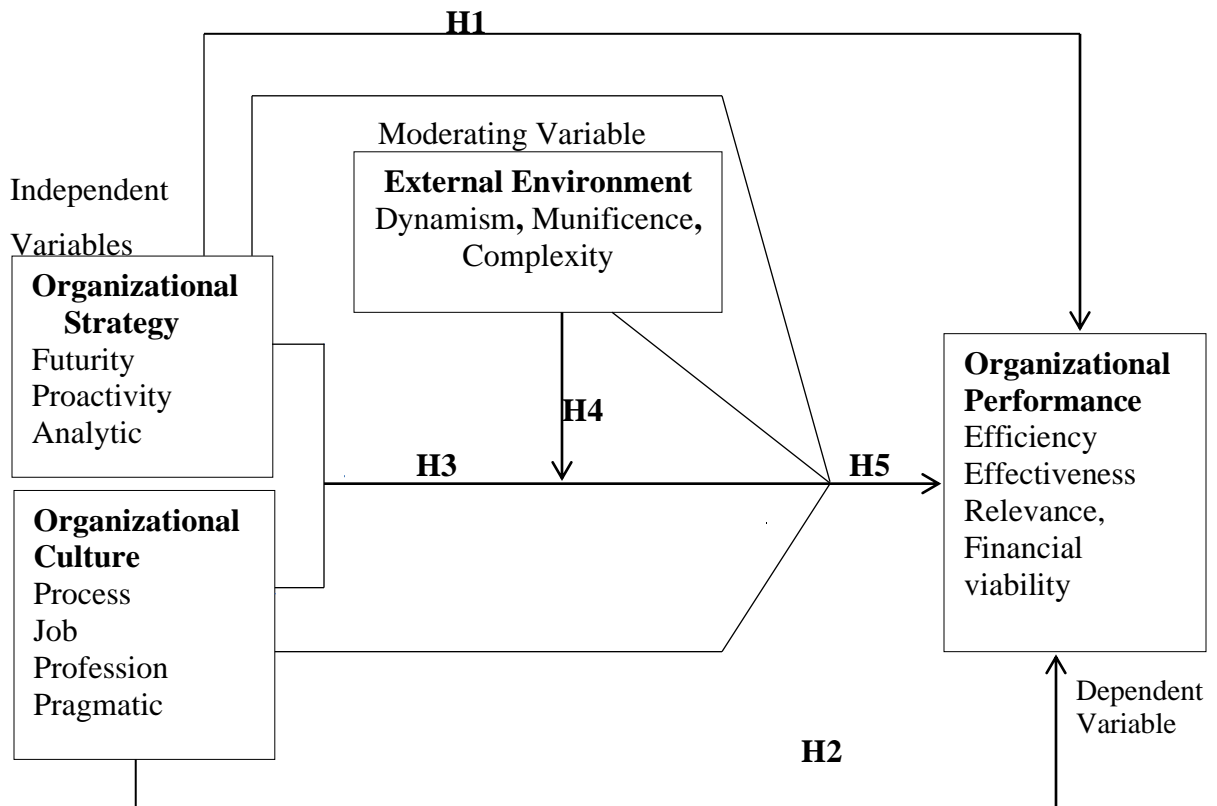 H1
Moderating Variable
External Environment
Dynamism, Munificence,
Complexity
Independent
Variables
Organizational
Strategy
Futurity
Proactivity
Analytic
H4
H3
H5
Organizational
Culture
Process
Job
Profession
Pragmatic
Organizational
Performance
Efficiency
Effectiveness
Relevance,
Financial
viability
Dependent
Variable
H2